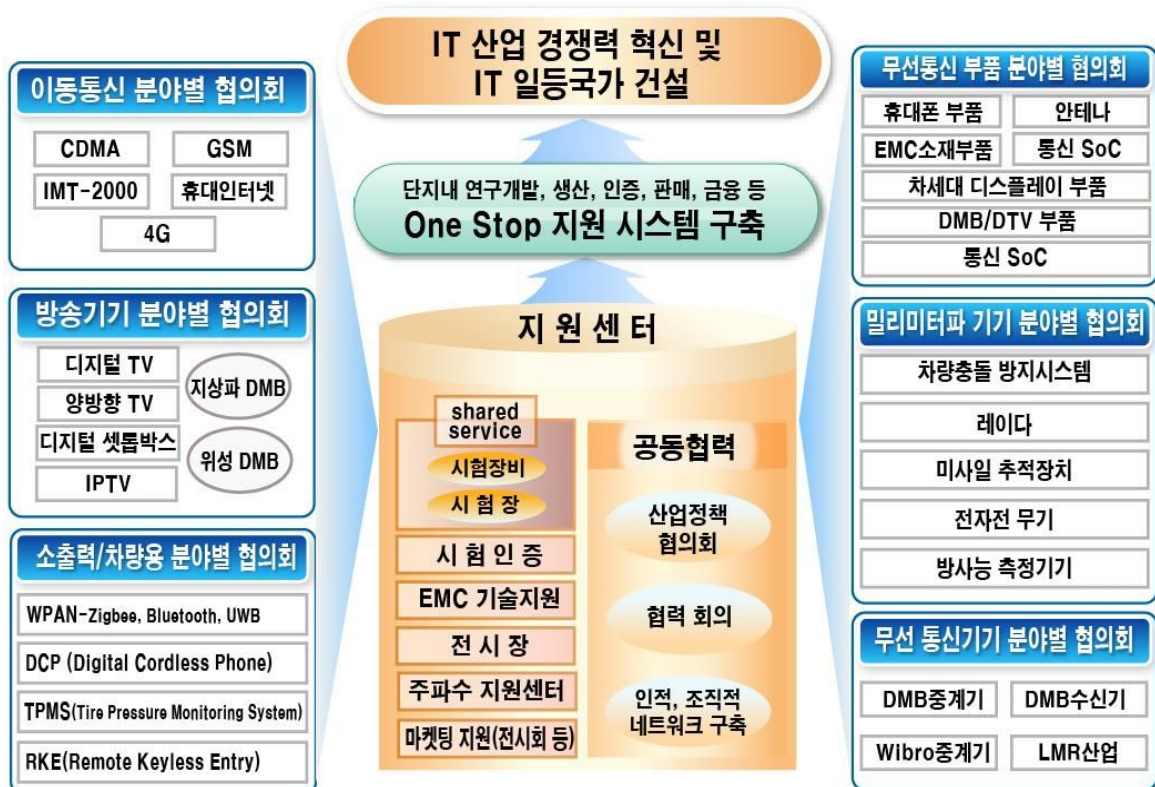 IT 산업 경쟁력 혁신 및
IT 일등국가 건설
단지내 연구개발, 생산, 인증, 판매, 금융 등
One Stop 지원 시스템 구축
이동통신 분야별 협의회
CDMA
GSM
IMT-2000
휴대인터넷
4G
방송기기 분야별 협의회
디지털 TV
양방향 TV
디지털 셋톱박스
IPTV
지상파 DMB
위성 DMB
소출력/차량용 분야별 협의회
WPAN-Zigbee, Bluetooth, UWB
DCP (Digital Cordless Phone)
TPMS(Tire Pressure Monitoring System)
RKE(Remote Keyless Entry)
지원센터
shared
service
시험장비
시 험 장
시 험 인 증
EMC 기술지원
전 시 장
주파수 지원센터
마켓팅 지원(전시회 등)
공동협력
산업정책
협의회
협력 회의
인적, 조직적
네트워크 구축
무선통신 부품 분야별 협의회
휴대폰 부품
안테나
EMC소재부품
통신 SoC
차세대 디스플레이 부품
DMB/DTV 부품
통신 SoC
밀리미터파 기기 분야별 협의회
차량충돌 방지시스템
레이다
미사일 추적장치
전자전 무기
방사능 측정기기
무선 통신기기 분야별 협의회
DMB중계기
DMB수신기
Wibro중계기
LMR산업